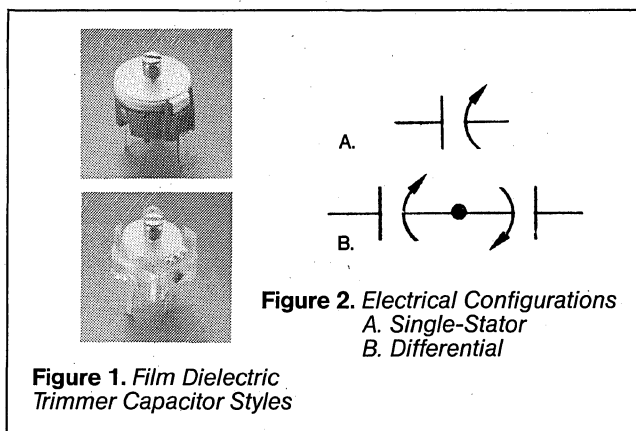 A.
B.
Figure 2. Electrical Configurations
A. Single-Stator
B. Differential
Figure 1. Film Dielectric
Trimmer Capacitor Styles